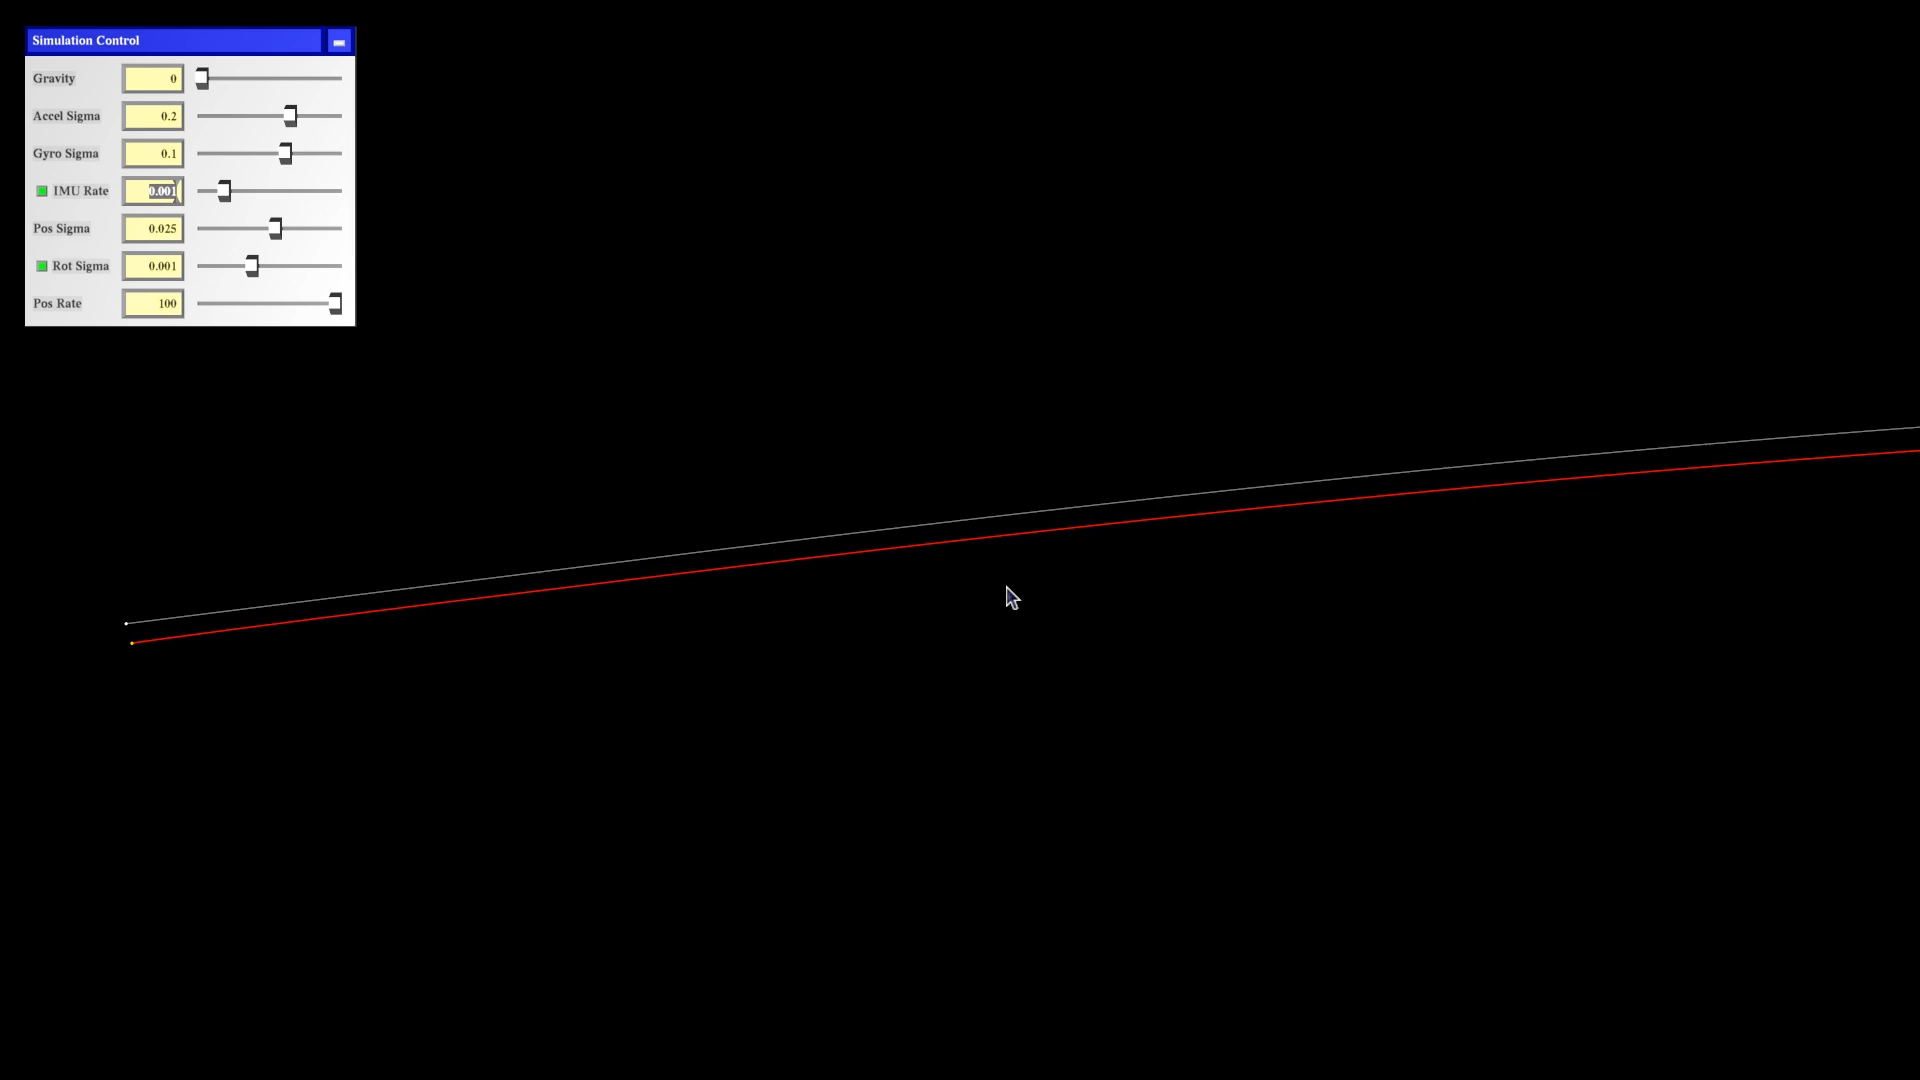 Simulation Control
Gravity 0
Accel Sigma 0.2
Gyro Sigma 0.1
IMU Rate 0.001
Pos Sigma 0.025
Rot Sigma 0.001
Pos Rate 100